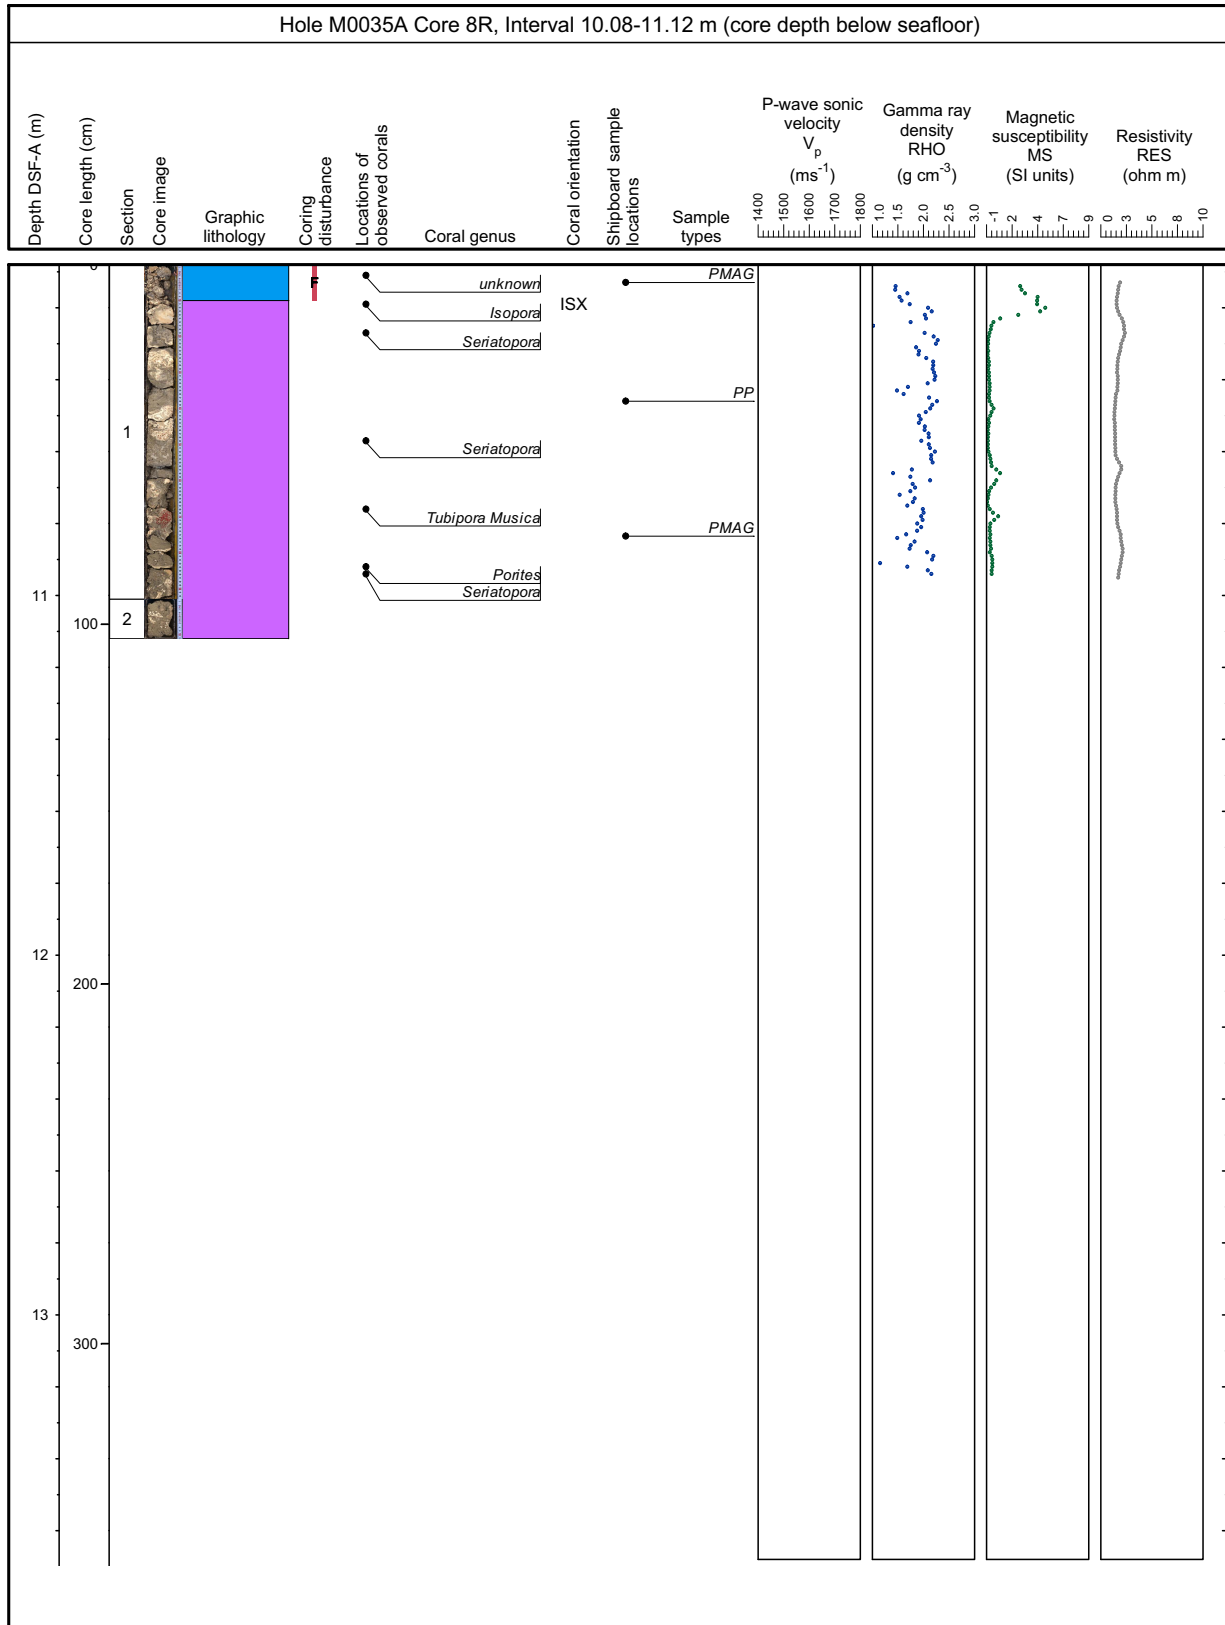 Hole M0035A Core 8R, Interval 10.08-11.12 m (core depth below seafloor)
Depth DSF-A (m)
Core length (cm)
Section
Core image
Graphic
lithology
Coring
disturbance
Locations of
observed corals
Coral genus
Coral orientation
Shipboard sample
locations
Sample
types
P-wave sonic
velocity
Vp
(ms-1)
1400 1500 1600 1700 1800
Gamma ray
density
RHO
(g cm-3)
1.0 1.5 2.0 2.5 3.0
Magnetic
susceptibility
MS
(SI units)
-1 2 4 6 9
Resistivity
RES
(ohm m)
0 3 5 8 10
0
F
unknown
PMAG
ISX
Isopora
Seriatopora
PP
1
Seriatopora
Tubipora Musica
PMAG
Porites
Seriatopora
11
2
100
12
200
13
300